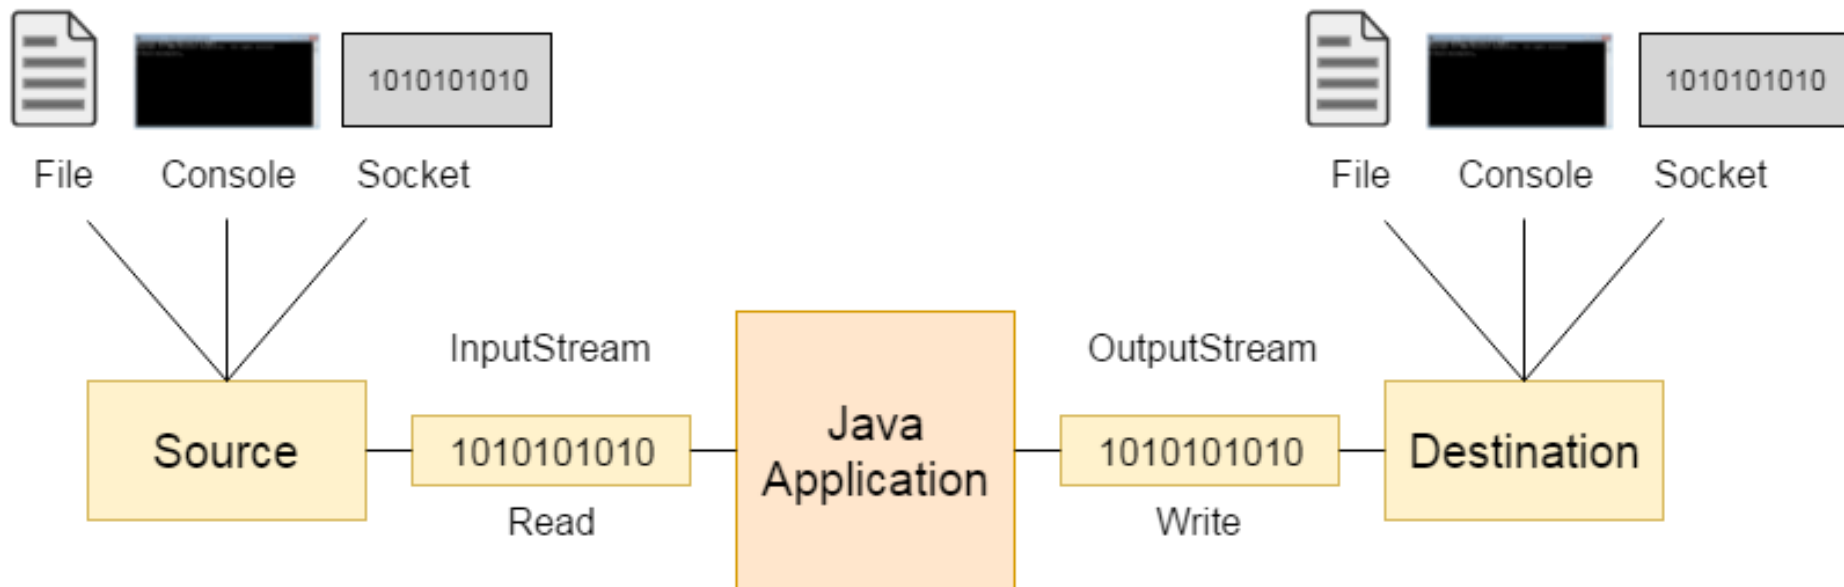 1010101010
1010101010
File Console Socket
File Console Socket
InputStream
OutputStream
Source
1010101010
Java
Application
1010101010
Destination
Read
Write